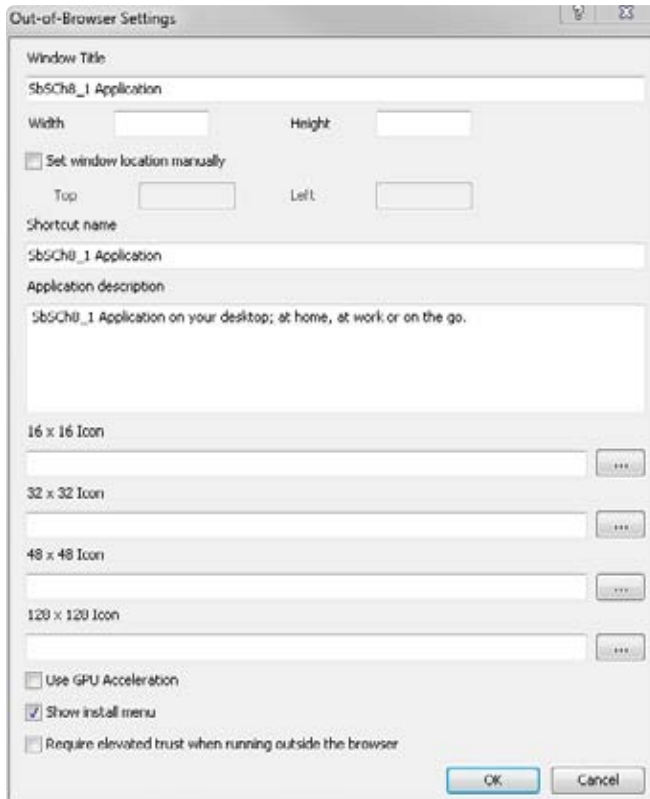 Out-of-Browser Settings
Window Title
SbSCh8_1 Application
Width Height
Set window location manually
Top Left
Shortcut name
SbSCh8_1 Application
Application description
SbSCh8_1 Application on your desktop; at home, at work or on the go.
16 x 16 Icon
...
32 x 32 Icon
...
48 x 48 Icon
...
128 x 128 Icon
...
Use GPU Acceleration
Show install menu
Require elevated trust when running outside the browser
OK Cancel